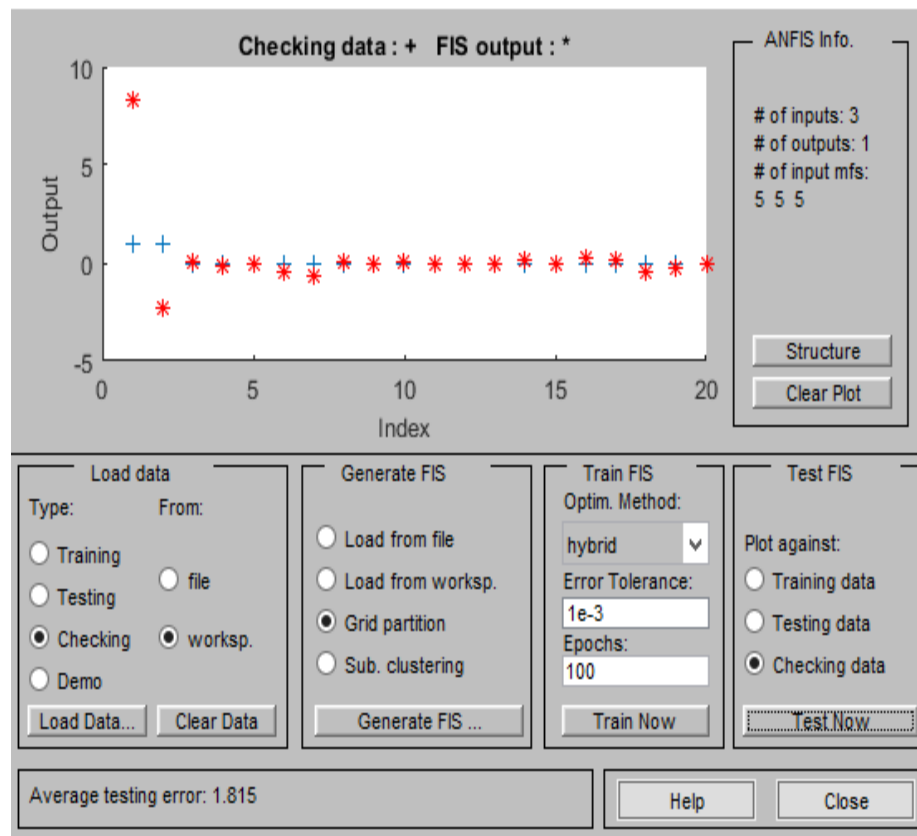 Checking data : +   FIS output : *
10
5
0
-5
0
5
10
15
20
Output
Index
ANFIS Info.
# of inputs: 3
# of outputs: 1
# of input mfs:
5  5  5
Structure
Clear Plot
Load data
Type:
From:
Training
Testing
Checking
Demo
file
worksp.
Load Data...
Clear Data
Generate FIS
Load from file
Load from worksp.
Grid partition
Sub. clustering
Generate FIS ...
Train FIS
Optim. Method:
hybrid
Error Tolerance:
1e-3
Epochs:
100
Train Now
Test FIS
Plot against:
Training data
Testing data
Checking data
Test Now
Average testing error: 1.815
Help
Close